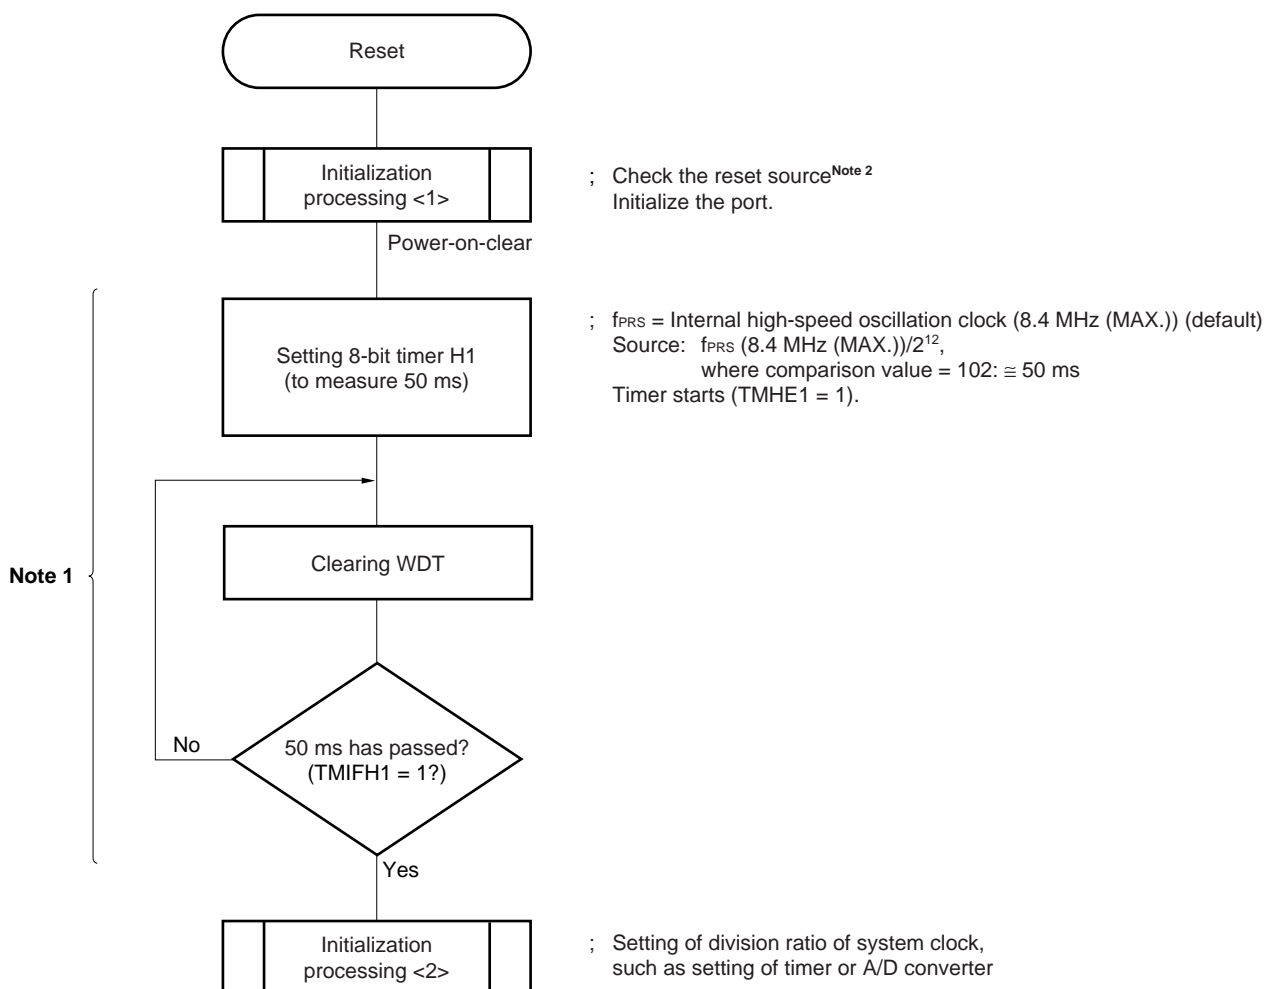 Reset
Initialization
processing <1>
; Check the reset sourceNote 2
Initialize the port.
Power-on-clear
Setting 8-bit timer H1
(to measure 50 ms)
; fPRS = Internal high-speed oscillation clock (8.4 MHz (MAX.)) (default)
Source: fPRS (8.4 MHz (MAX.))/2¹²,
where comparison value = 102: ≅ 50 ms
Timer starts (TMHE1 = 1).
Clearing WDT
Note 1
No
50 ms has passed?
(TMIFH1 = 1?)
Yes
Initialization
processing <2>
; Setting of division ratio of system clock,
such as setting of timer or A/D converter